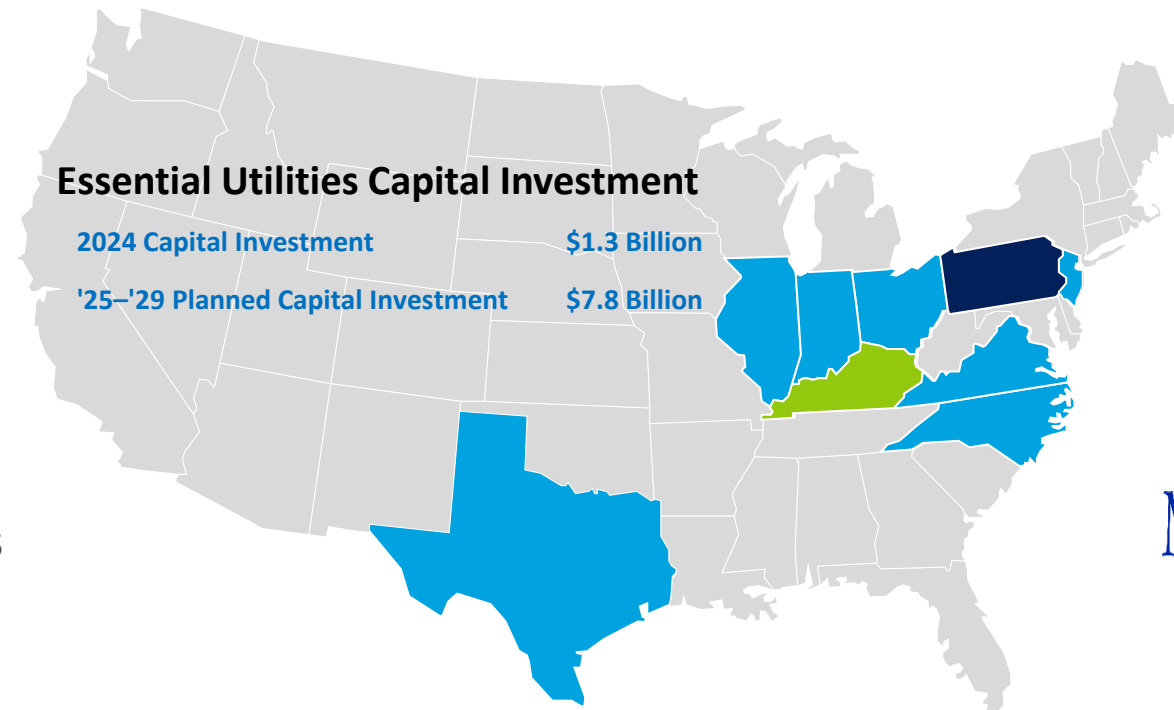 Essential Utilities Capital Investment
2024 Capital Investment $1.3 Billion
'25–'29 Planned Capital Investment $7.8 Billion